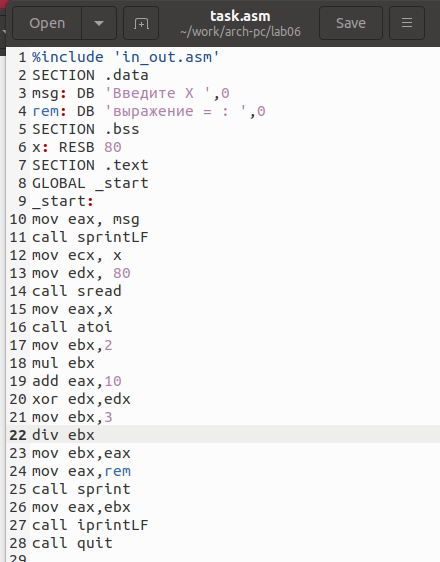 Open
task.asm
~/work/arch-pc/lab06
Save
1 %include 'in_out.asm'
2 SECTION .data
3 msg: DB 'Введите X ',0
4 rem: DB 'выражение = : ',0
5 SECTION .bss
6 x: RESB 80
7 SECTION .text
8 GLOBAL _start
9 _start:
10 mov eax, msg
11 call sprintLF
12 mov ecx, x
13 mov edx, 80
14 call sread
15 mov eax,x
16 call atoi
17 mov ebx,2
18 mul ebx
19 add eax,10
20 xor edx,edx
21 mov ebx,3
22 div ebx
23 mov ebx,eax
24 mov eax,rem
25 call sprint
26 mov eax,ebx
27 call iprintLF
28 call quit
29